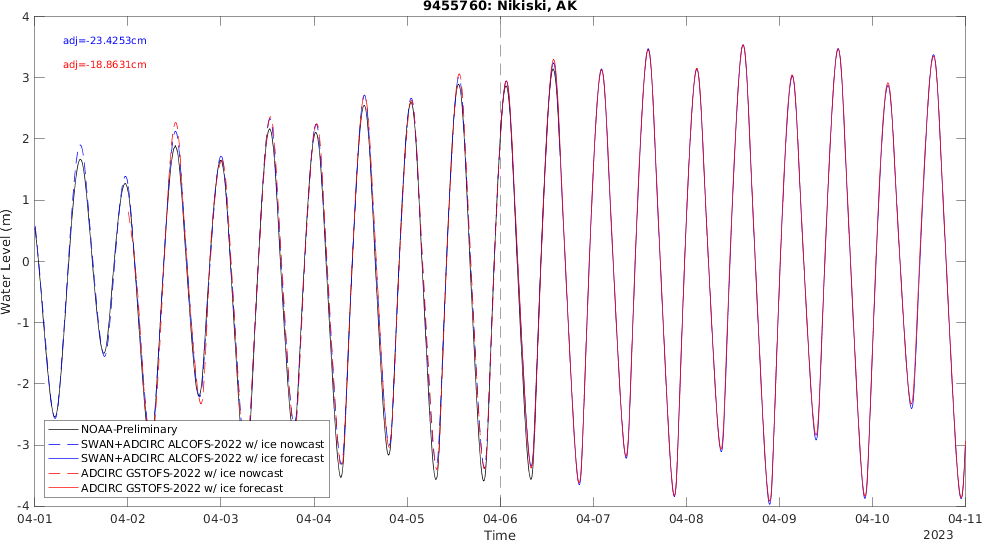 9455760: Nikiski, AK
adj=-23.4253cm
adj=-18.8631cm
Water Level (m)
4
3
2
1
0
-1
-2
-3
-4
NOAA-Preliminary
SWAN+ADCIRC ALCOFS-2022 w/ ice nowcast
SWAN+ADCIRC ALCOFS-2022 w/ ice forecast
ADCIRC GSTOFS-2022 w/ ice nowcast
ADCIRC GSTOFS-2022 w/ ice forecast
04-01 04-02 04-03 04-04 04-05 04-06 04-07 04-08 04-09 04-10 04-11
Time
2023